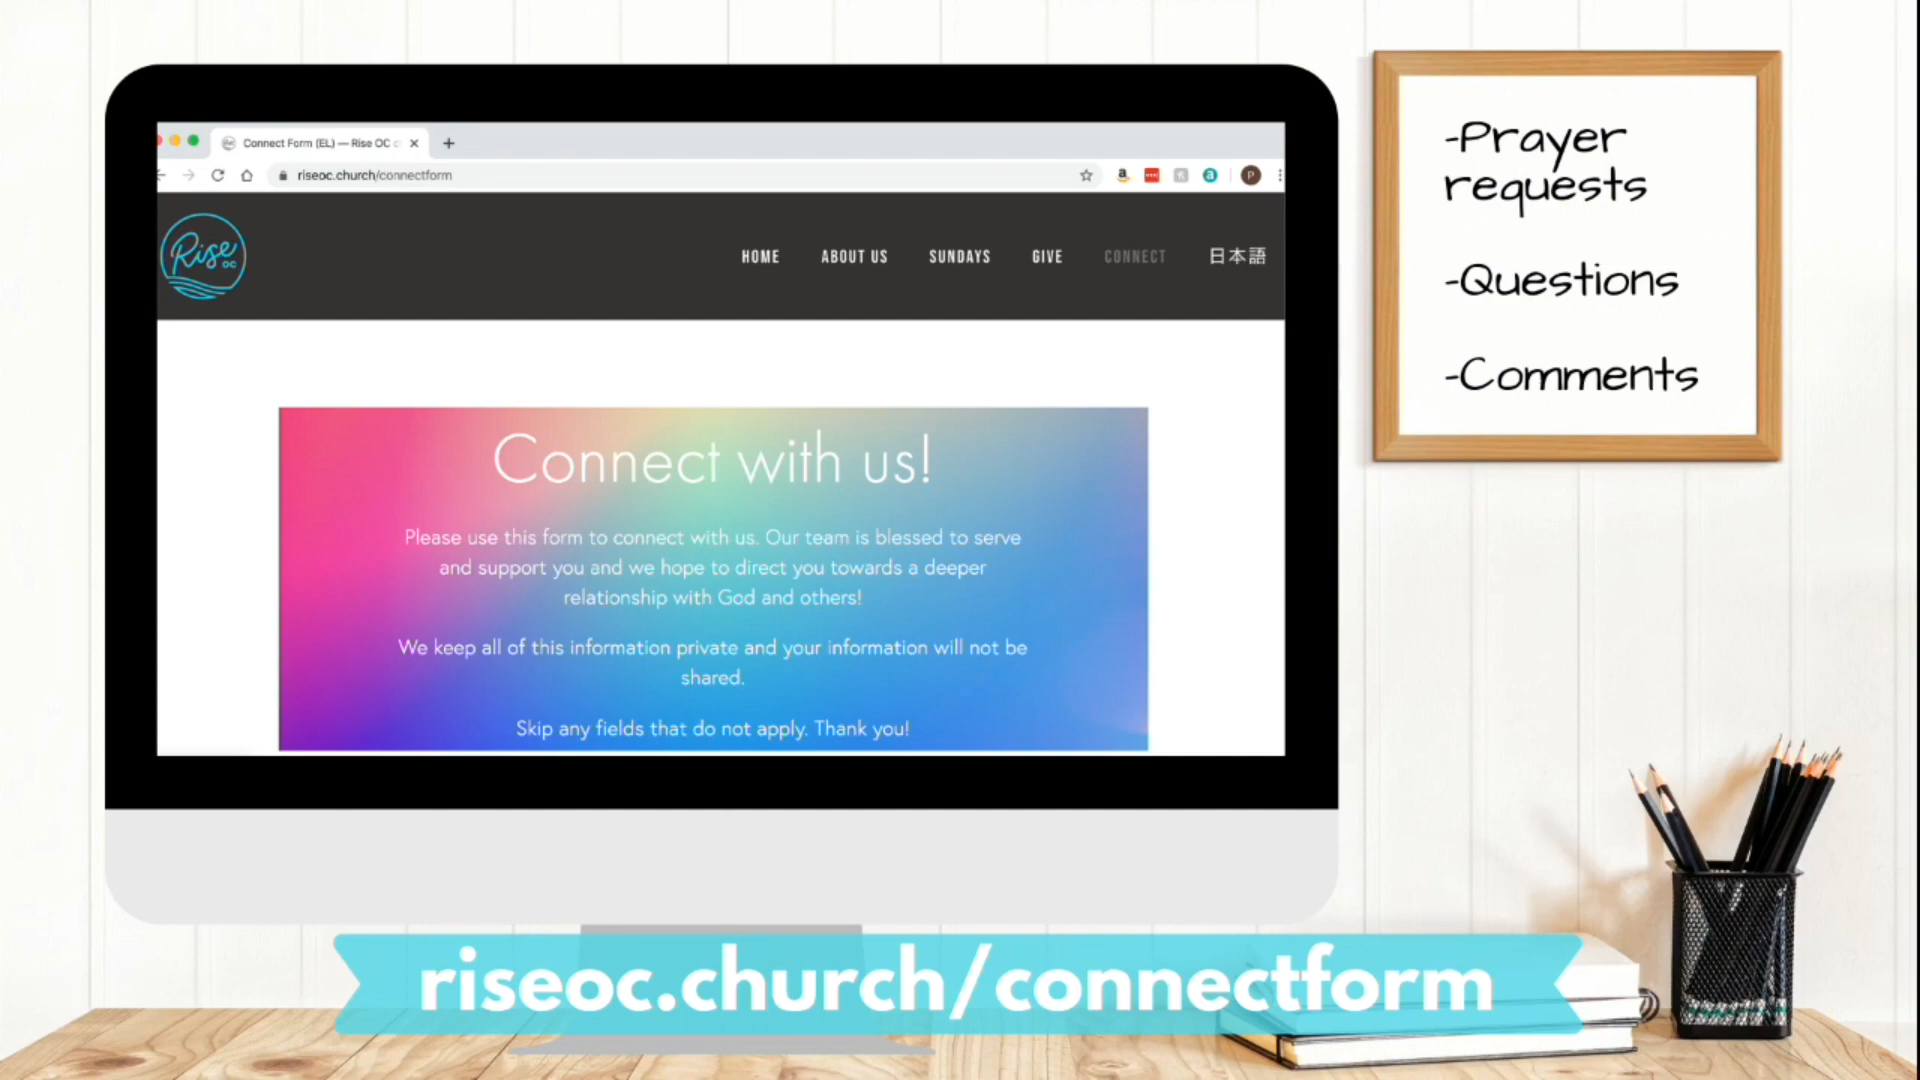 Connect Form (EL) — Rise OC c
riseoc.church/connectform
Rise OC
HOME ABOUT US SUNDAYS GIVE CONNECT 日本語
Connect with us!
Please use this form to connect with us. Our team is blessed to serve
and support you and we hope to direct you towards a deeper
relationship with God and others!
We keep all of this information private and your information will not be
shared.
Skip any fields that do not apply. Thank you!
-Prayer
requests
-Questions
-Comments
riseoc.church/connectform